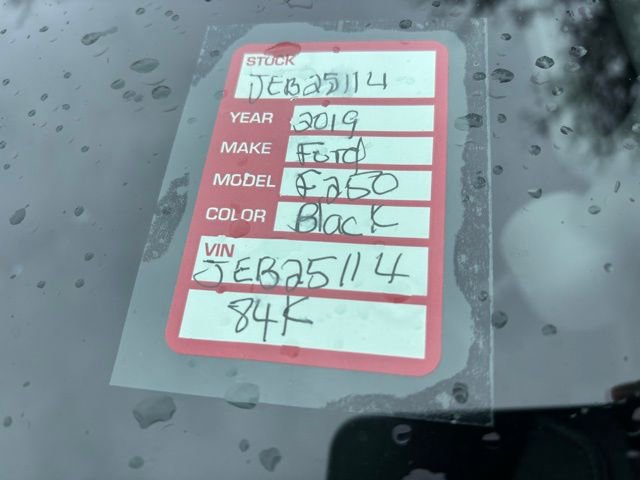 STOCK
JEB25114
YEAR 2019
MAKE Ford
MODEL F250
COLOR Black
VIN
JEB25114
84K